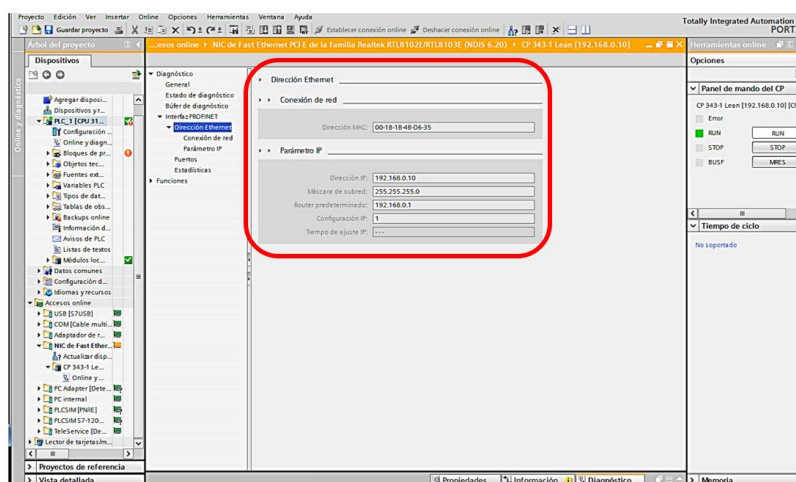 Proyecto Edición Ver Insertar Online Opciones Herramientas Ventana Ayuda
Totally Integrated Automation
PORT
Guardar proyecto
Establecer conexión online
Deshacer conexión online
Árbol del proyecto
...esos online ▸ NIC de Fast Ethernet PCI-E de la familia Realtek RTL8102E/RTL8103E (NDIS 6.20) ▸ CP 343-1 Lean [192.168.0.10]
Herramientas online
Dispositivos
Opciones
Online y diagnós
Agregar disposi...
Dispositivos y r...
PLC_1 [CPU 31...
Configuración ...
Online y diagn...
Bloques de pr...
Objetos tec...
Fuentes ext...
Variables PLC
Tipos de dat...
Tablas de obs...
Backups online
Información d...
Avisos de PLC
Listas de textos
Módulos loc...
Datos comunes
Configuración d...
Idiomas y recursos
Accesos online
USB [S7USB]
COM [Cable multi...
Adaptador de r...
NIC de Fast Ether...
Actualizar disp...
CP 343-1 Le...
Online y ...
PC Adapter [Dete...
PC internal
PLCSIM [PN/IE]
PLCSIM S7-120...
TeleService [De...
Lector de tarjetas/m...
Proyectos de referencia
Vista detallada
Diagnóstico
General
Estado de diagnóstico
Búfer de diagnóstico
Interfaz PROFINET
Dirección Ethernet
Conexión de red
Parámetro IP
Puertos
Estadísticas
Funciones
Dirección Ethernet
Conexión de red
Dirección MAC: 00-1B-1B-4B-D6-35
Parámetro IP
Dirección IP: 192.168.0.10
Máscara de subred: 255.255.255.0
Router predeterminado: 192.168.0.1
Configuración IP: 1
Tiempo de ajuste IP: ---
Propiedades Información Diagnóstico
Panel de mando del CP
CP 343-1 Lean [192.168.0.10] [C
Error
RUN RUN
STOP STOP
BUSF MRES
Tiempo de ciclo
No soportado
Memoria